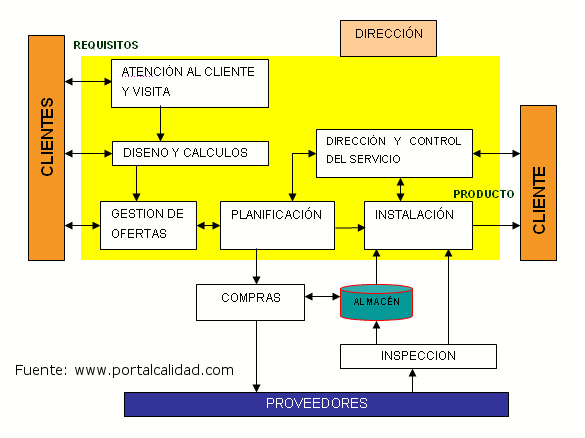 DIRECCIÓN
REQUISITOS
CLIENTES
ATENCIÓN AL CLIENTE
Y VISITA
DISENO Y CALCULOS
DIRECCIÓN Y CONTROL
DEL SERVICIO
PRODUCTO
CLIENTE
GESTION DE
OFERTAS
PLANIFICACIÓN
INSTALACIÓN
COMPRAS
ALMACÉN
INSPECCION
Fuente: www.portalcalidad.com
PROVEEDORES